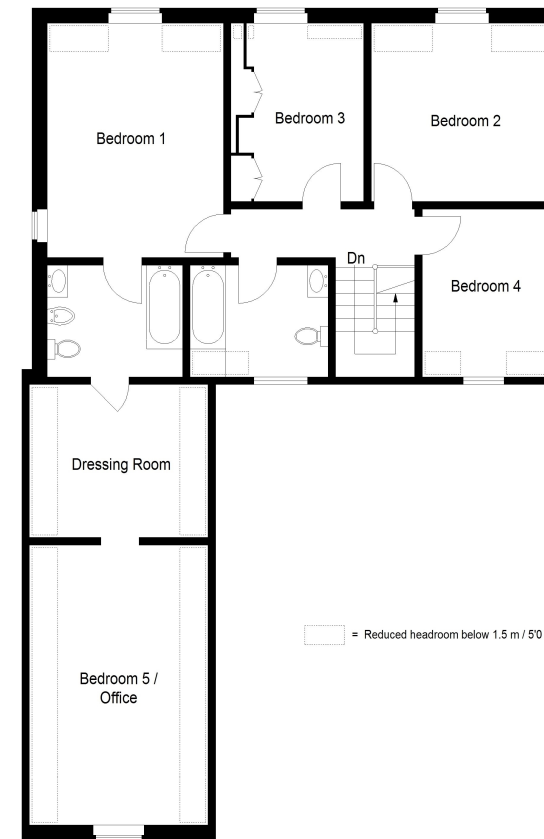 Bedroom 1
Bedroom 3
Bedroom 2
Dn
Bedroom 4
Dressing Room
= Reduced headroom below 1.5 m / 5'0
Bedroom 5 /
Office